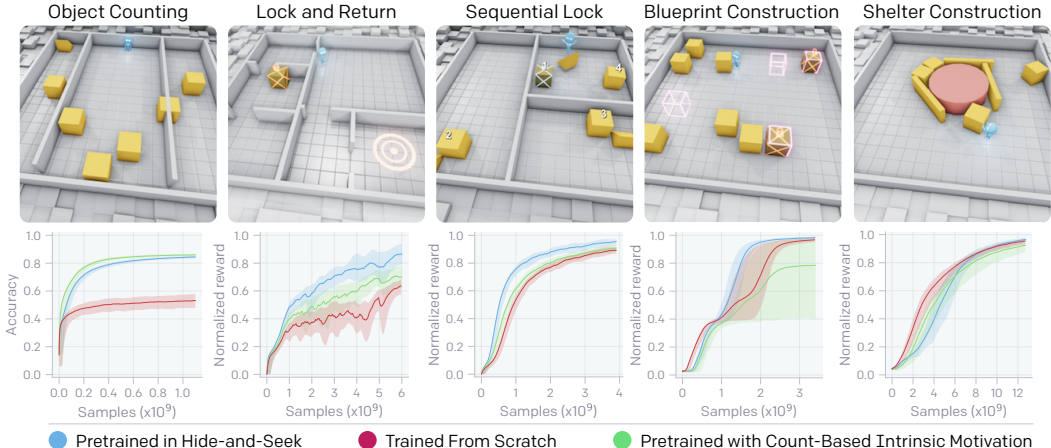 Object Counting
Lock and Return
Sequential Lock
Blueprint Construction
Shelter Construction
1
4
3
2
Accuracy
1.0
0.8
0.6
0.4
0.2
0.0
0.0 0.2 0.4 0.6 0.8 1.0
Samples (x10⁹)
Normalized reward
1.0
0.8
0.6
0.4
0.2
0.0
0 1 2 3 4 5 6
Samples (x10⁹)
Normalized reward
1.0
0.8
0.6
0.4
0.2
0.0
0 1 3 4
Samples (x10⁹)
Normalized reward
1.0
0.8
0.6
0.4
0.2
0.0
0 1 2 3
Samples (x10⁹)
Normalized reward
1.0
0.8
0.6
0.4
0.2
0.0
0 2 4 6 8 10 12
Samples (x10⁹)
Pretrained in Hide-and-Seek
Trained From Scratch
Pretrained with Count-Based Intrinsic Motivation